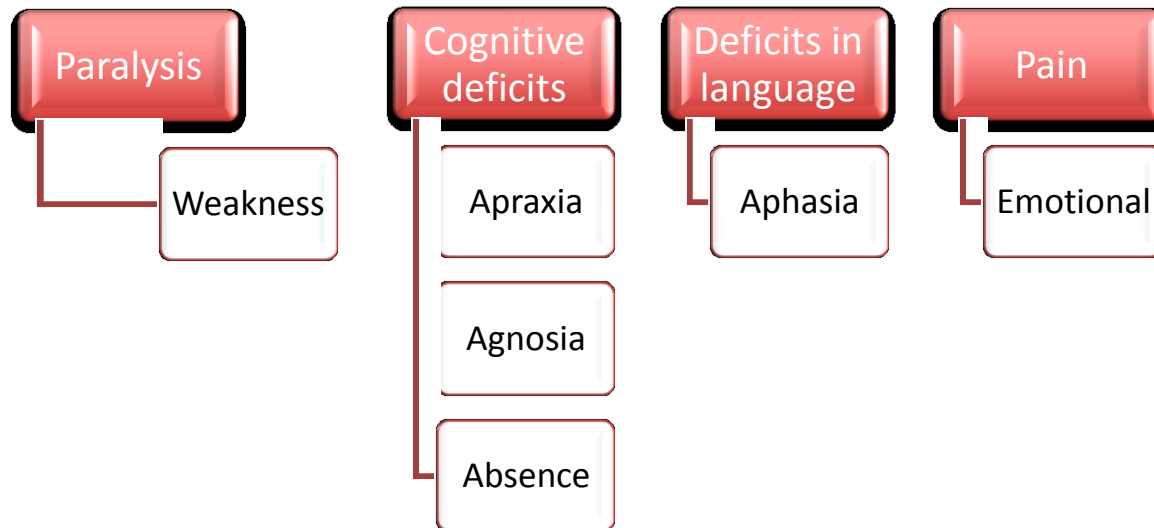 Paralysis
Weakness
Cognitive
deficits
Apraxia
Agnosia
Absence
Deficits in
language
Aphasia
Pain
Emotional